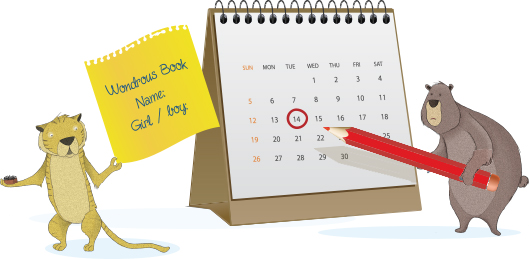 Wondrous Book
Name:
Girl / boy:
SUN MON TUE WED THU FRI SAT
1 2 3 4
5 6 7 8 9 10 11
12 13 14 15 16 17 18
19 20 21 22 25
26 27 28 29 30